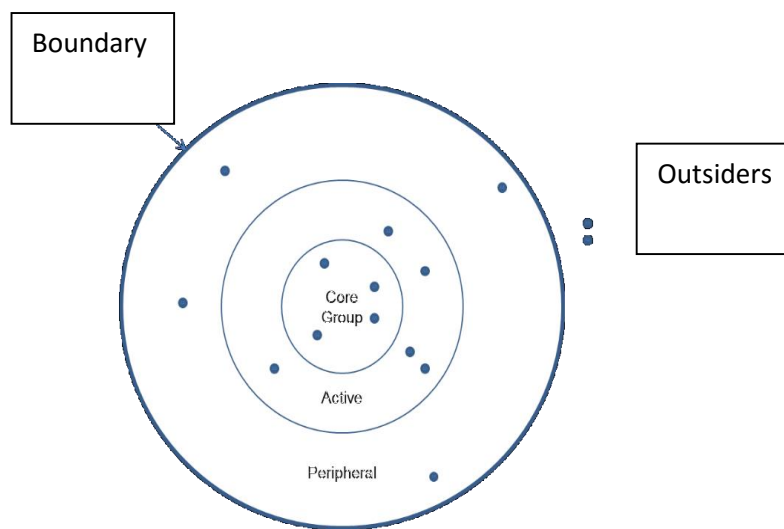 Boundary
Outsiders
Core
Group
Active
Peripheral